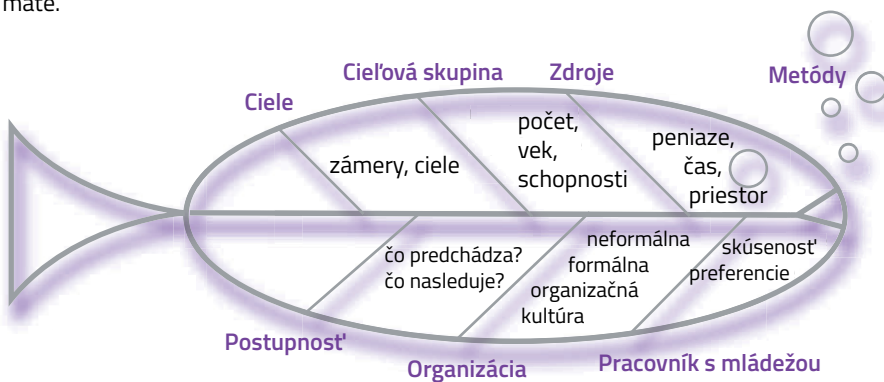 máte.
Ciele
Cieľová skupina
Zdroje
Metódy
zámery, ciele
počet,
vek,
schopnosti
peniaze,
čas,
priestor
čo predchádza?
čo nasleduje?
neformálna
formálna
organizačná
kultúra
skúsenosť
preferencie
Postupnosť
Organizácia
Pracovník s mládežou